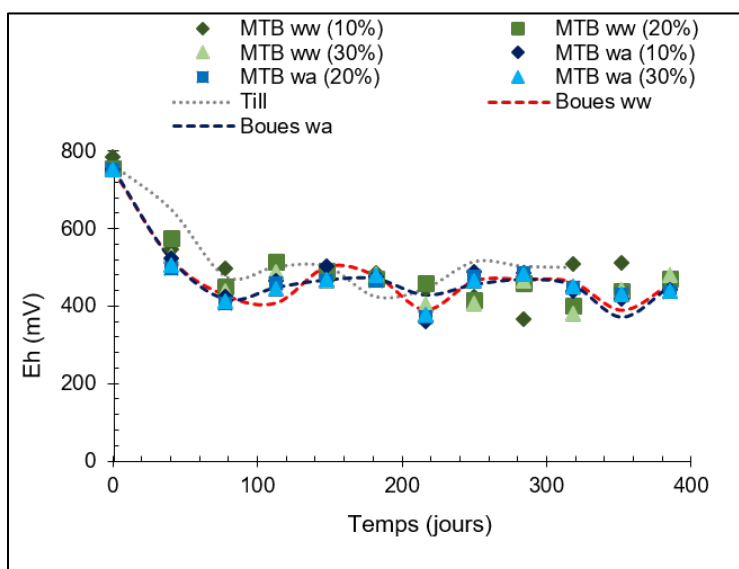 MTB ww (10%) MTB ww (20%)
MTB ww (30%) MTB wa (10%)
MTB wa (20%) MTB wa (30%)
Till Boues ww
Boues wa
800
600
400
200
0
Eh (mV)
0 100 200 300 400
Temps (jours)